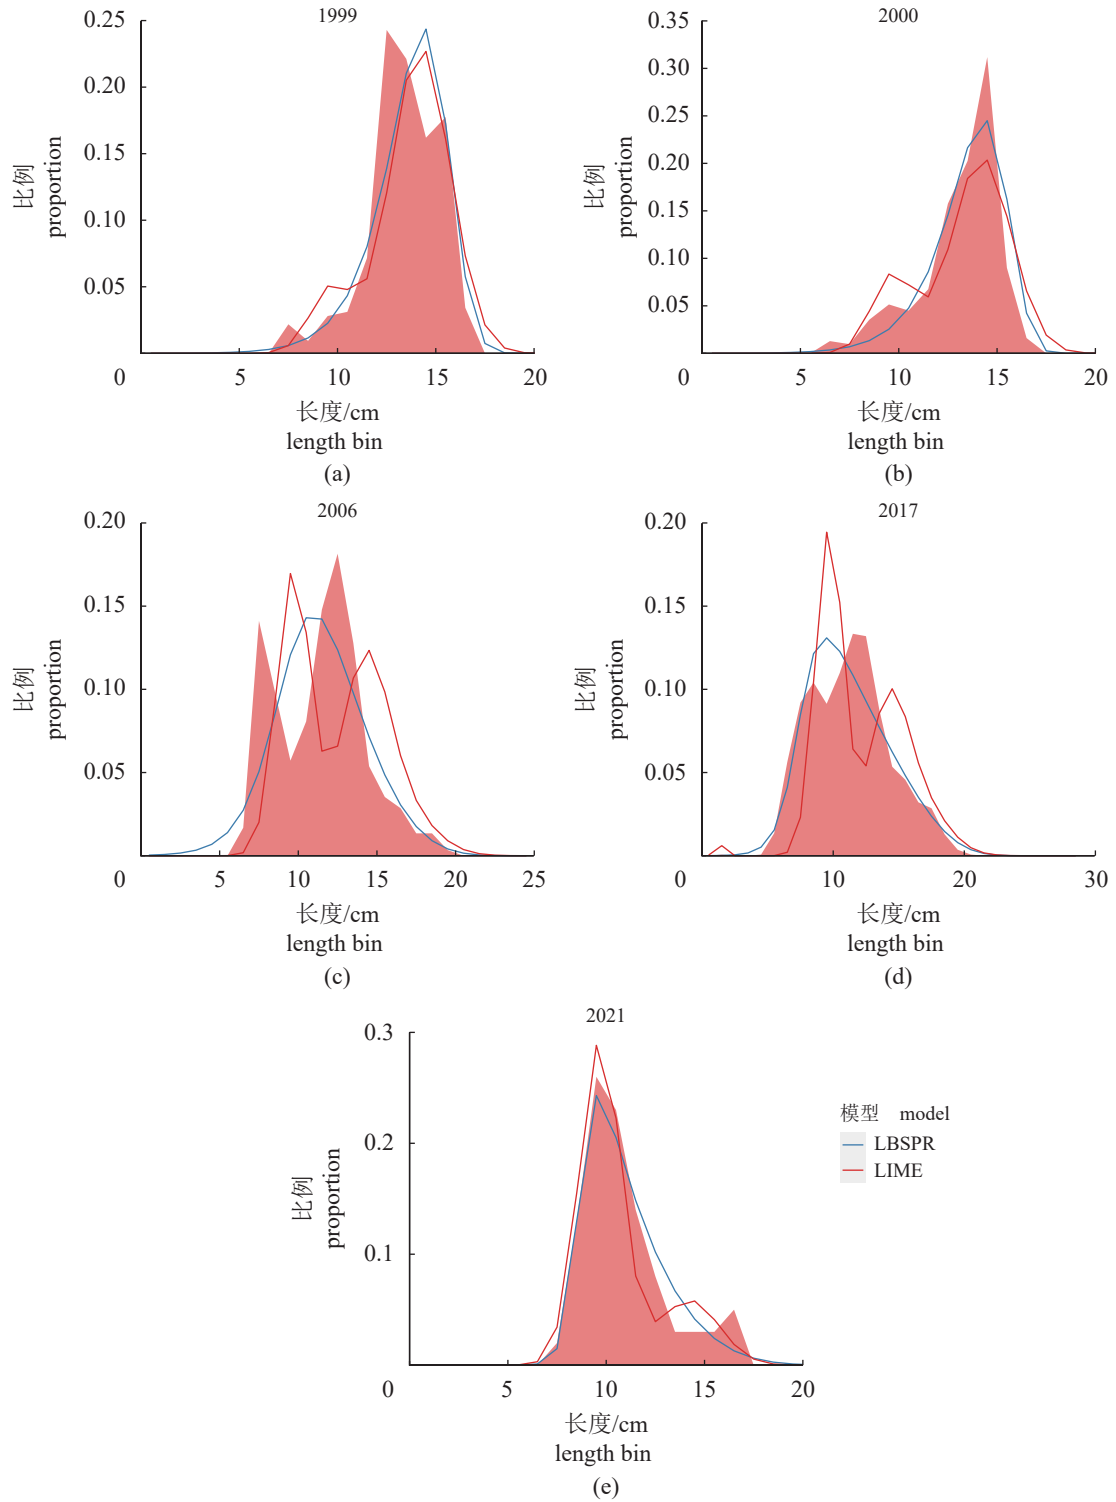 1999
0.25
0.20
0.15
0.10
0.05
0
5
10
15
20
比例
proportion
长度/cm
length bin
(a)
2000
0.35
0.30
0.25
0.20
0.15
0.10
0.05
0
5
10
15
20
比例
proportion
长度/cm
length bin
(b)
2006
0.20
0.15
0.10
0.05
0
5
10
15
20
25
比例
proportion
长度/cm
length bin
(c)
2017
0.20
0.15
0.10
0.05
0
10
20
30
比例
proportion
长度/cm
length bin
(d)
2021
0.3
0.2
0.1
0
5
10
15
20
比例
proportion
长度/cm
length bin
(e)
模型 model
LBSPR
LIME